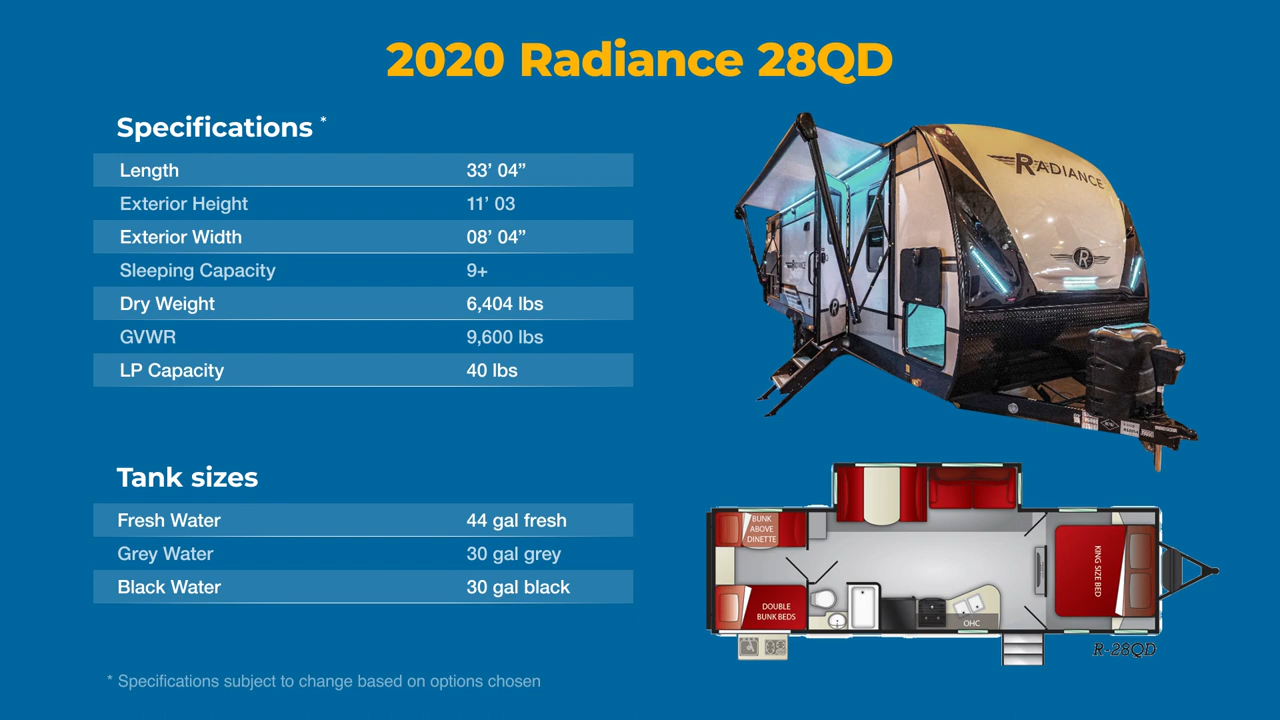 2020 Radiance 28QD
Specifications *
Length 33’ 04”
Exterior Height 11’ 03
Exterior Width 08’ 04”
Sleeping Capacity 9+
Dry Weight 6,404 lbs
GVWR 9,600 lbs
LP Capacity 40 lbs
RADIANCE
R
RADIANCE
R
Tank sizes
Fresh Water 44 gal fresh
Grey Water 30 gal grey
Black Water 30 gal black
BUNK
ABOVE
DINETTE
KING SIZE BED
DOUBLE
BUNK BEDS
OHC
R-28QD
* Specifications subject to change based on options chosen